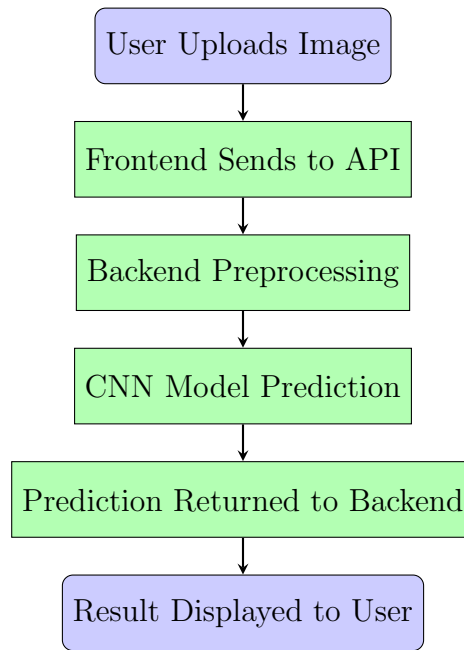 User Uploads Image
Frontend Sends to API
Backend Preprocessing
CNN Model Prediction
Prediction Returned to Backend
Result Displayed to User